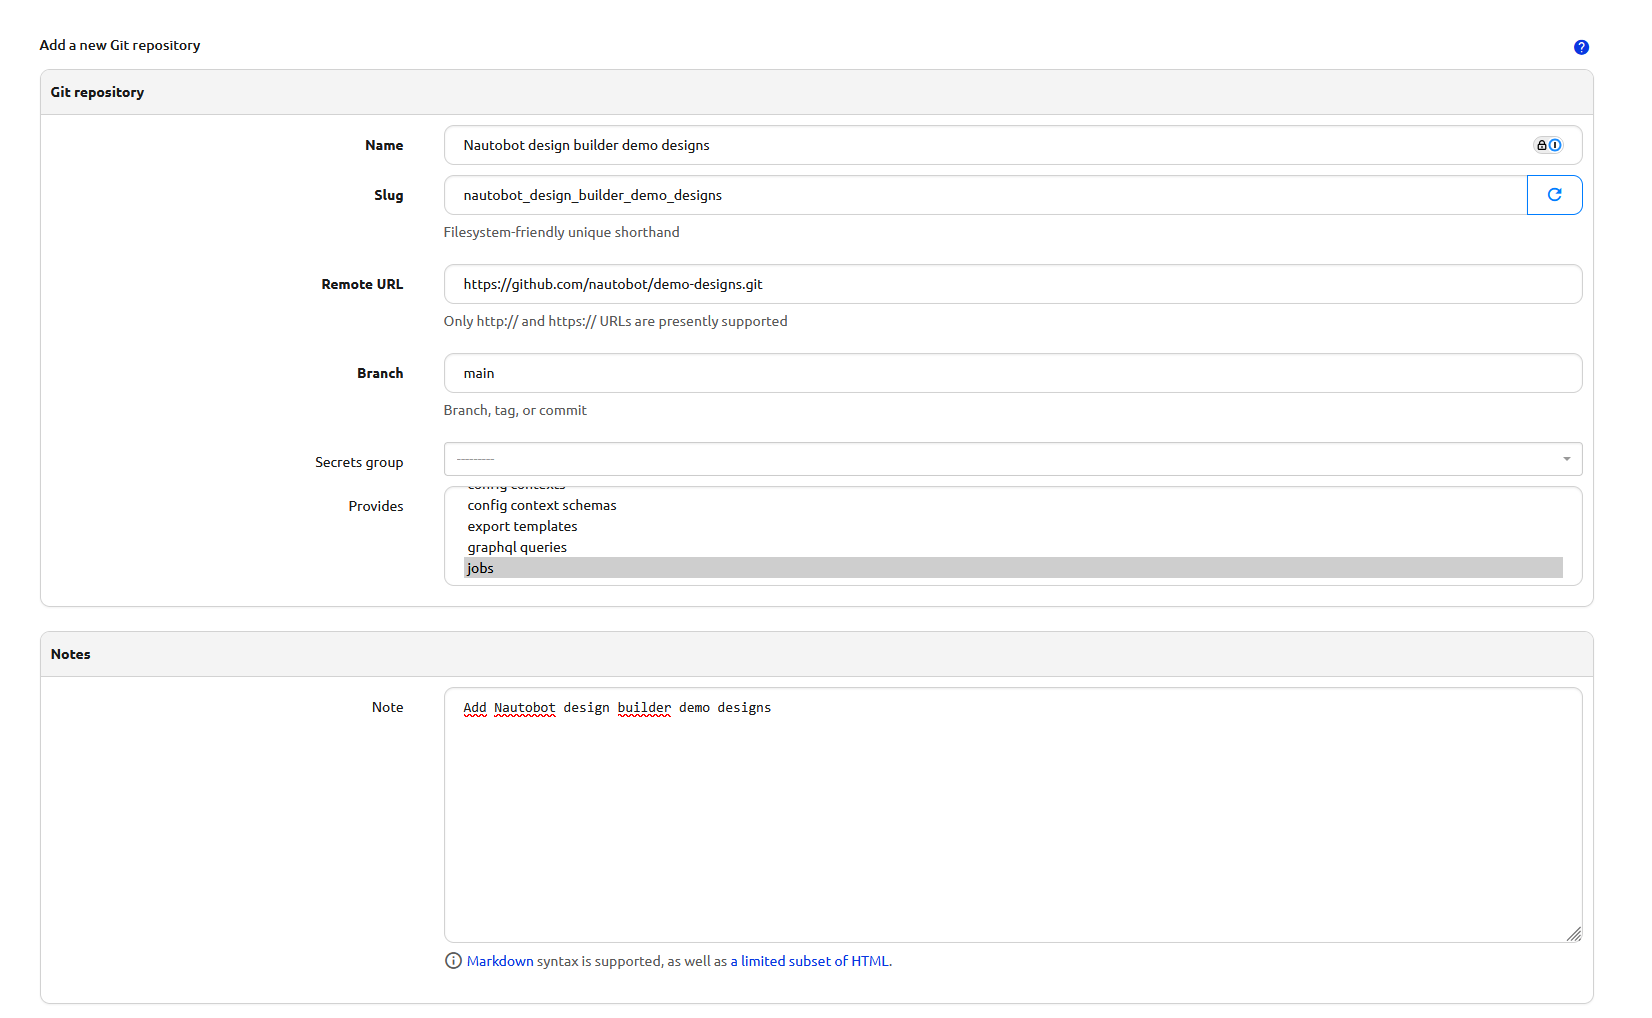 Add a new Git repository
Git repository
Name
Nautobot design builder demo designs
Slug
nautobot_design_builder_demo_designs
Filesystem-friendly unique shorthand
Remote URL
https://github.com/nautobot/demo-designs.git
Only http:// and https:// URLs are presently supported
Branch
main
Branch, tag, or commit
Secrets group
---------
Provides
config contexts
config context schemas
export templates
graphql queries
jobs
Notes
Note
Add Nautobot design builder demo designs
Markdown syntax is supported, as well as a limited subset of HTML.